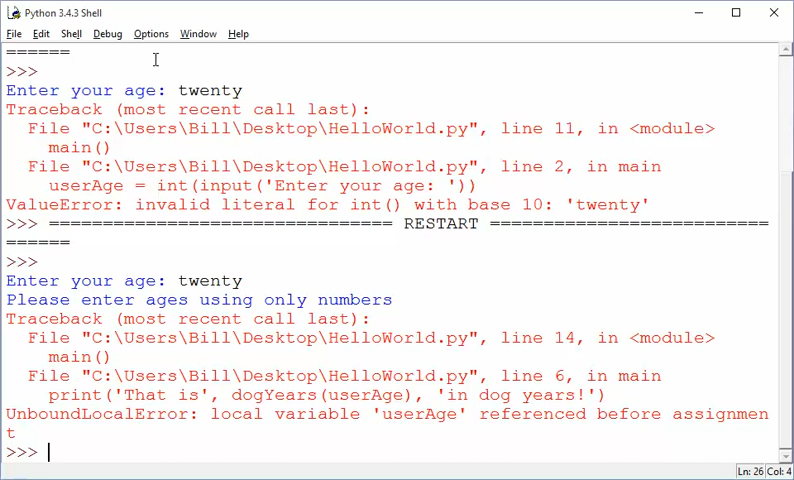 Python 3.4.3 Shell
File Edit Shell Debug Options Window Help
======
>>>
Enter your age: twenty
Traceback (most recent call last):
  File "C:\Users\Bill\Desktop\HelloWorld.py", line 11, in <module>
    main()
  File "C:\Users\Bill\Desktop\HelloWorld.py", line 2, in main
    userAge = int(input('Enter your age: '))
ValueError: invalid literal for int() with base 10: 'twenty'
>>> ================================ RESTART ==========================
======
>>>
Enter your age: twenty
Please enter ages using only numbers
Traceback (most recent call last):
  File "C:\Users\Bill\Desktop\HelloWorld.py", line 14, in <module>
    main()
  File "C:\Users\Bill\Desktop\HelloWorld.py", line 6, in main
    print('That is', dogYears(userAge), 'in dog years!')
UnboundLocalError: local variable 'userAge' referenced before assignmen
t
>>>
Ln: 26 Col: 4